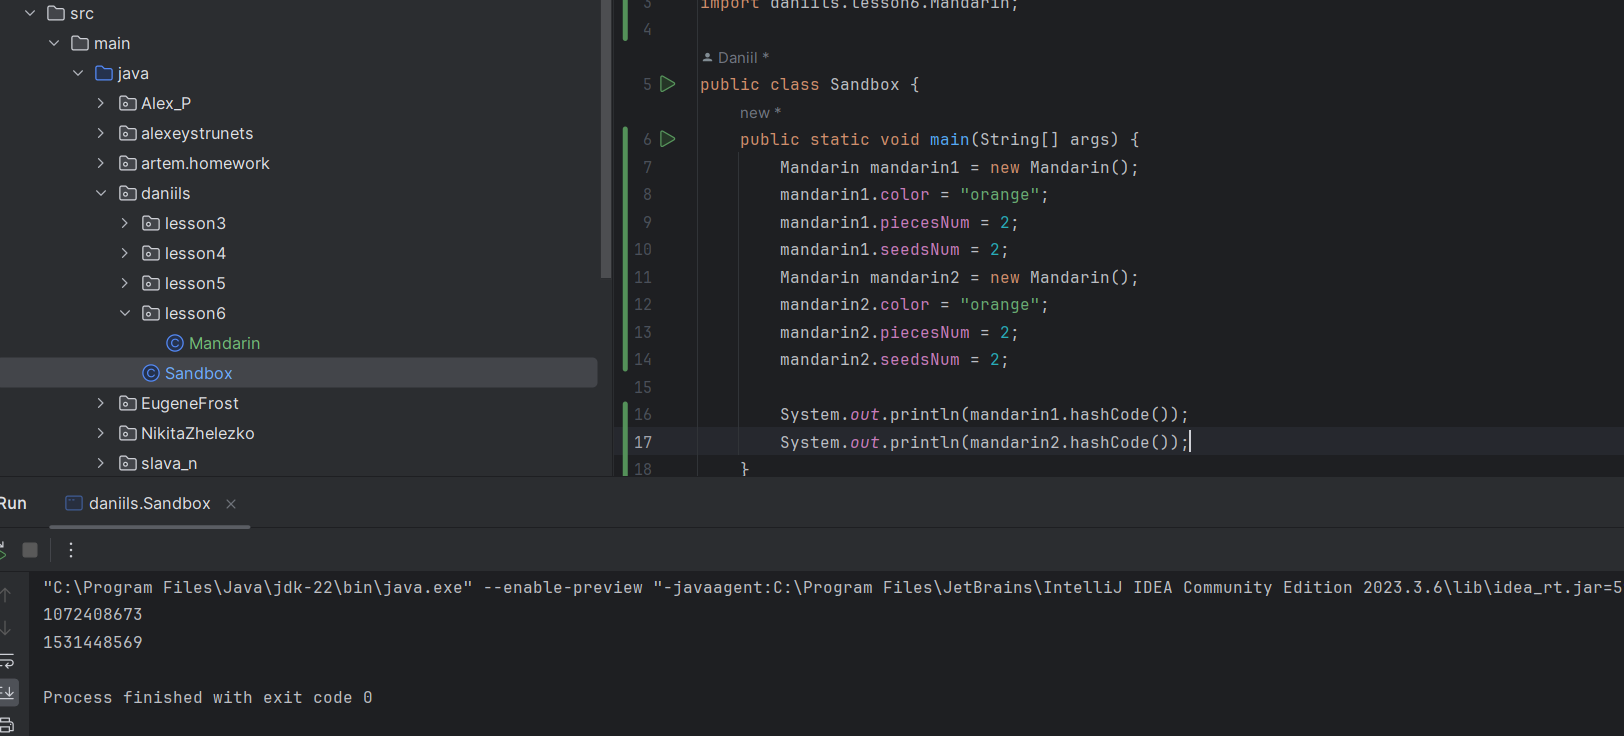 src
main
java
Alex_P
alexeystrunets
artem.homework
daniils
lesson3
lesson4
lesson5
lesson6
Mandarin
Sandbox
EugeneFrost
NikitaZhelezko
slava_n
3 import daniils.lesson6.Mandarin;
4
Daniil *
5 public class Sandbox {
new *
6 public static void main(String[] args) {
7 Mandarin mandarin1 = new Mandarin();
8 mandarin1.color = "orange";
9 mandarin1.piecesNum = 2;
10 mandarin1.seedsNum = 2;
11 Mandarin mandarin2 = new Mandarin();
12 mandarin2.color = "orange";
13 mandarin2.piecesNum = 2;
14 mandarin2.seedsNum = 2;
15
16 System.out.println(mandarin1.hashCode());
17 System.out.println(mandarin2.hashCode());
18 }
Run daniils.Sandbox
"C:\Program Files\Java\jdk-22\bin\java.exe" --enable-preview "-javaagent:C:\Program Files\JetBrains\IntelliJ IDEA Community Edition 2023.3.6\lib\idea_rt.jar=5
1072408673
1531448569
Process finished with exit code 0